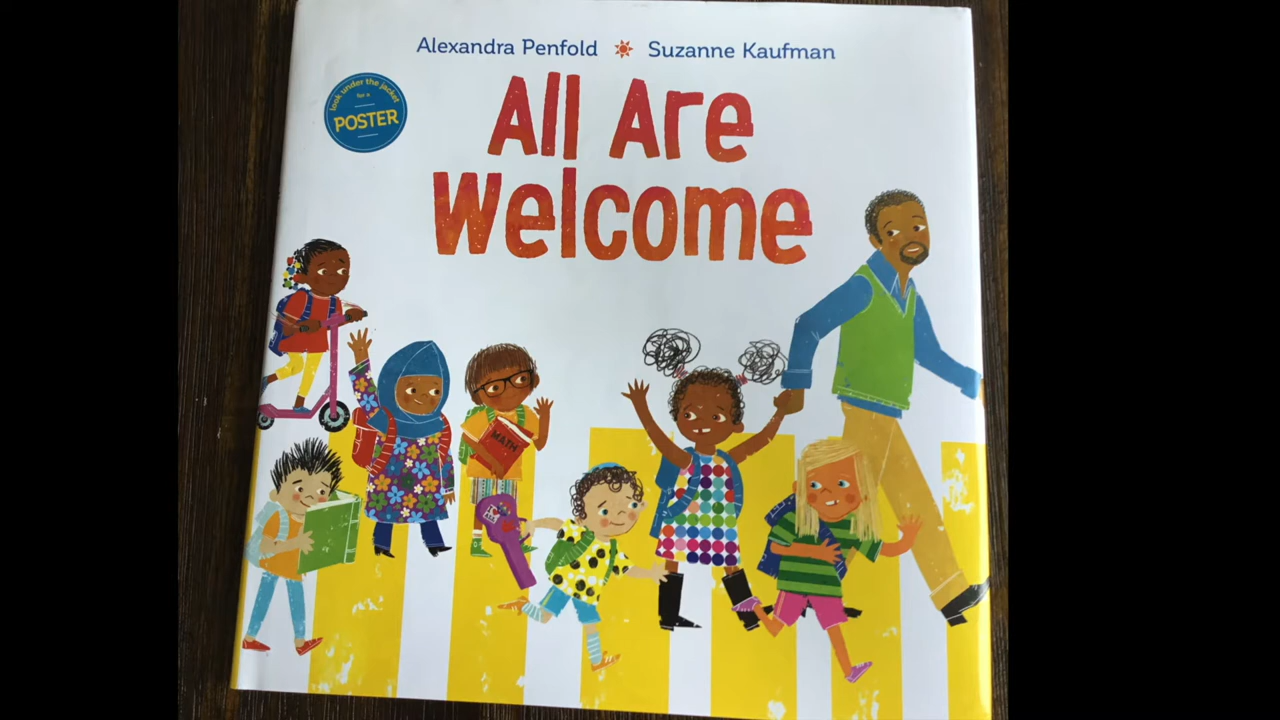 Alexandra Penfold Suzanne Kaufman
look under the jacket
for a
POSTER
All Are
Welcome
MATH